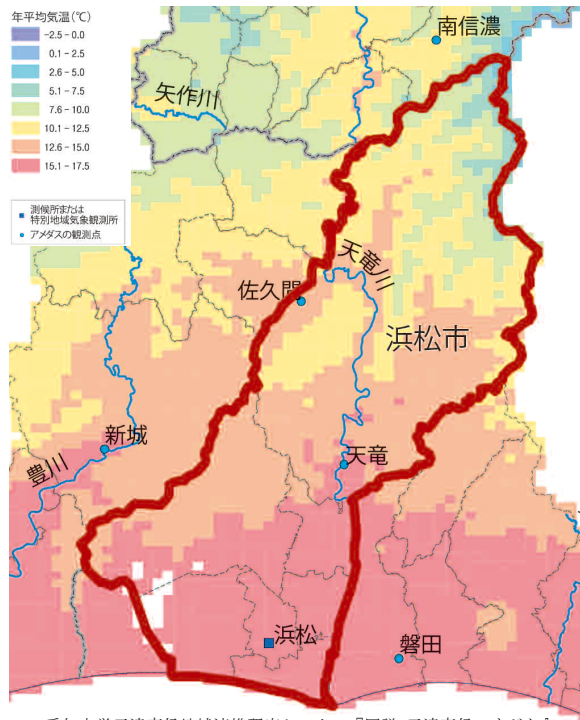 年平均気温(℃)
-2.5 - 0.0
0.1 - 2.5
2.6 - 5.0
5.1 - 7.5
7.6 - 10.0
10.1 - 12.5
12.6 - 15.0
15.1 - 17.5
測候所または
特別地域気象観測所
アメダスの観測点
南信濃
矢作川
天竜川
佐久間
浜松市
新城
豊川
天竜
浜松
磐田